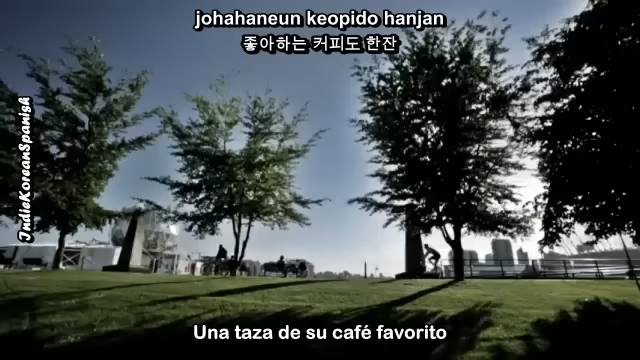 johahaneun keopido hanjan
좋아하는 커피도 한잔
IndieKoreanSpanish
Una taza de su café favorito